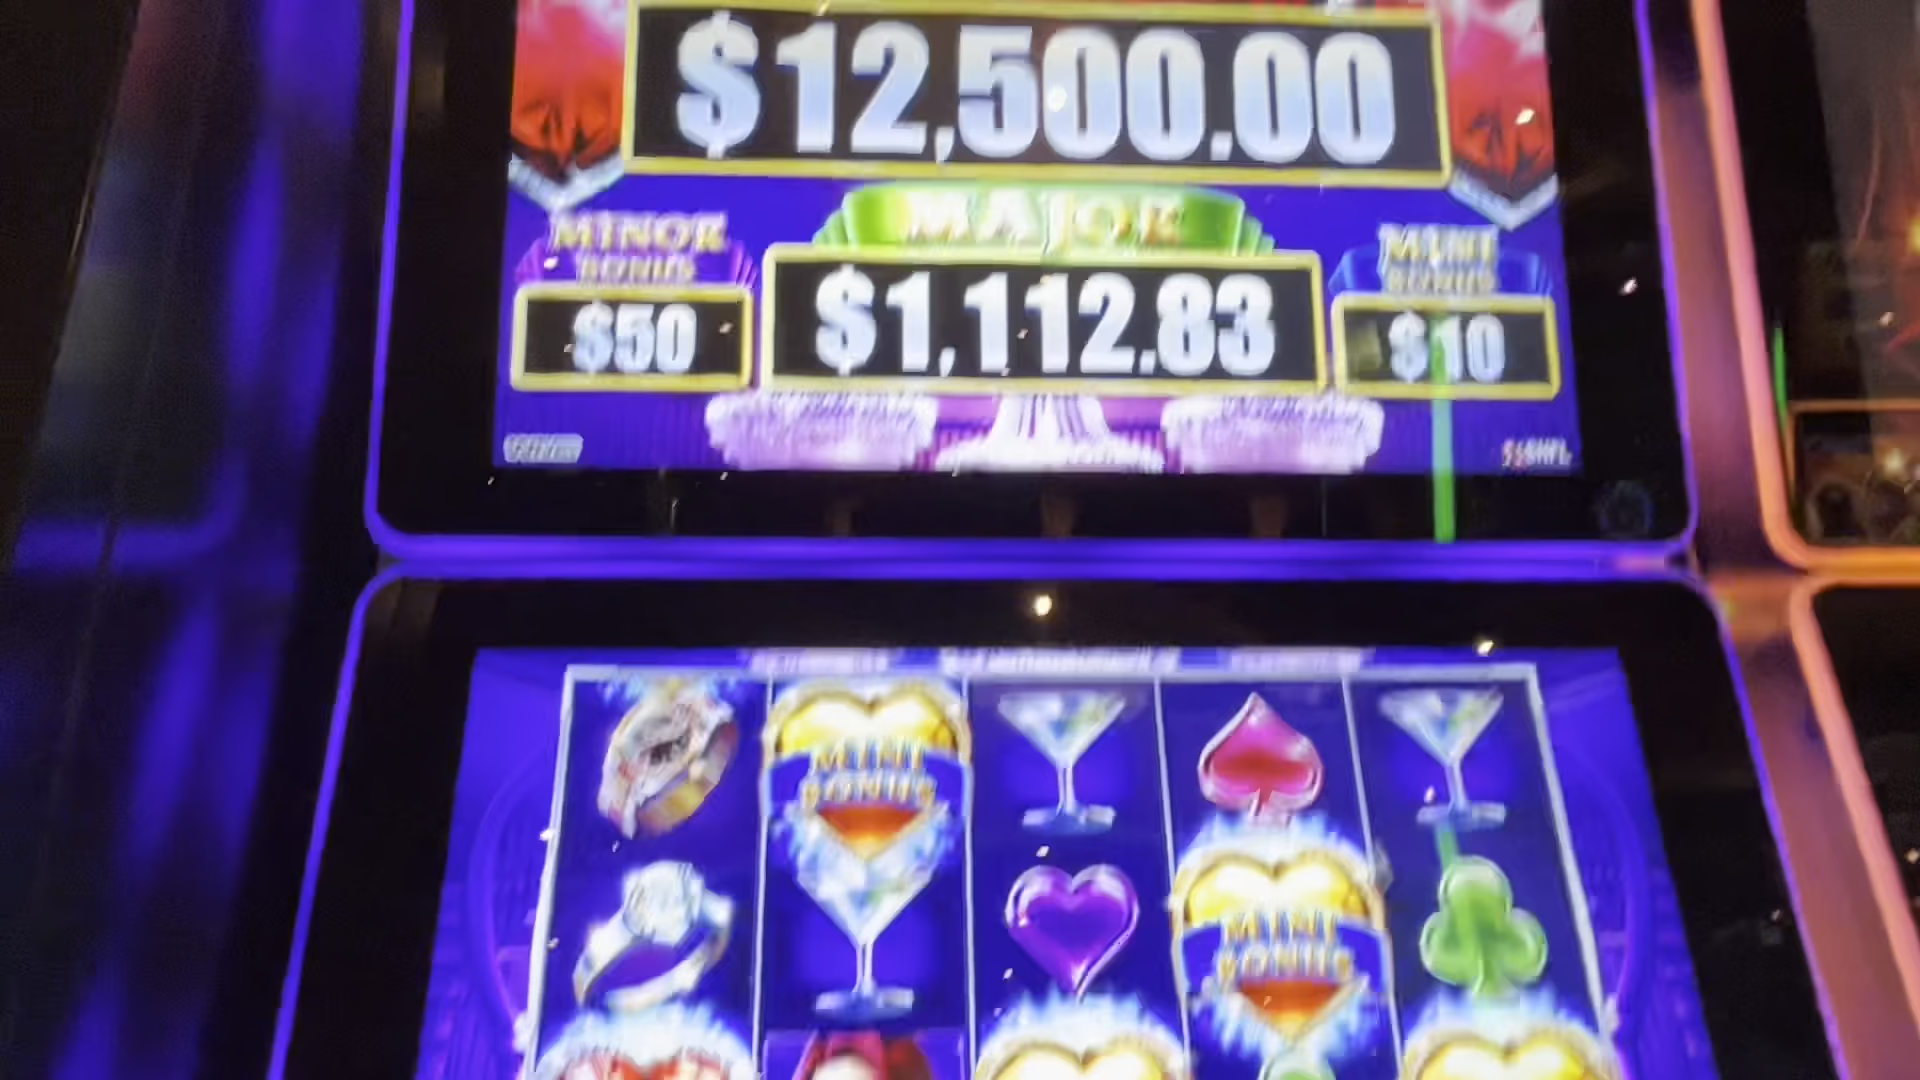 $12,500.00
MAJOR
MINOR
BONUS
MINI
BONUS
$50
$1,112.83
$10
MINI
BONUS
MINI
BONUS